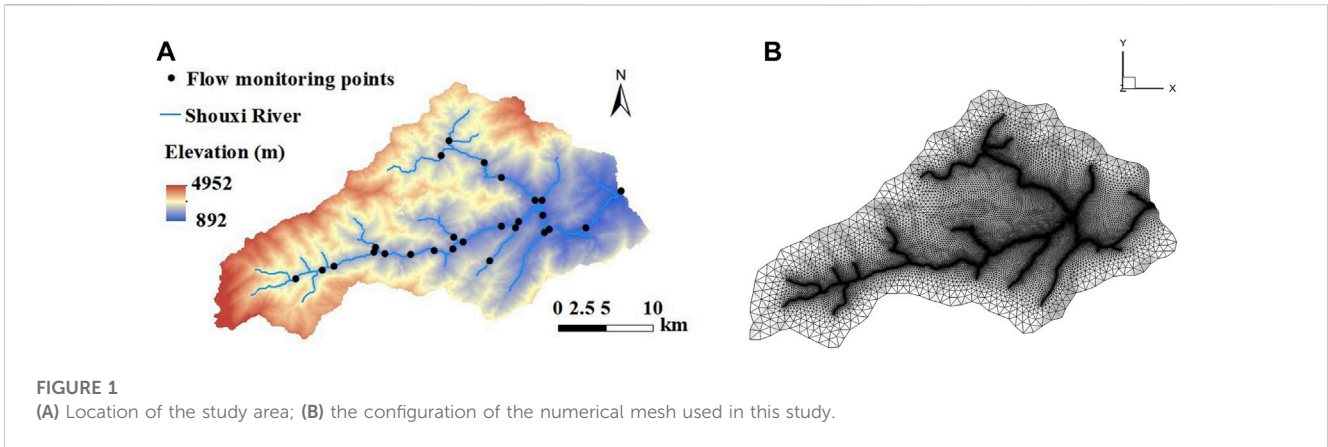 A
Flow monitoring points
Shouxi River
Elevation (m)
4952
892
N
0 2.5 5 10
km
B
Y
Z
X
FIGURE 1
(A) Location of the study area; (B) the configuration of the numerical mesh used in this study.